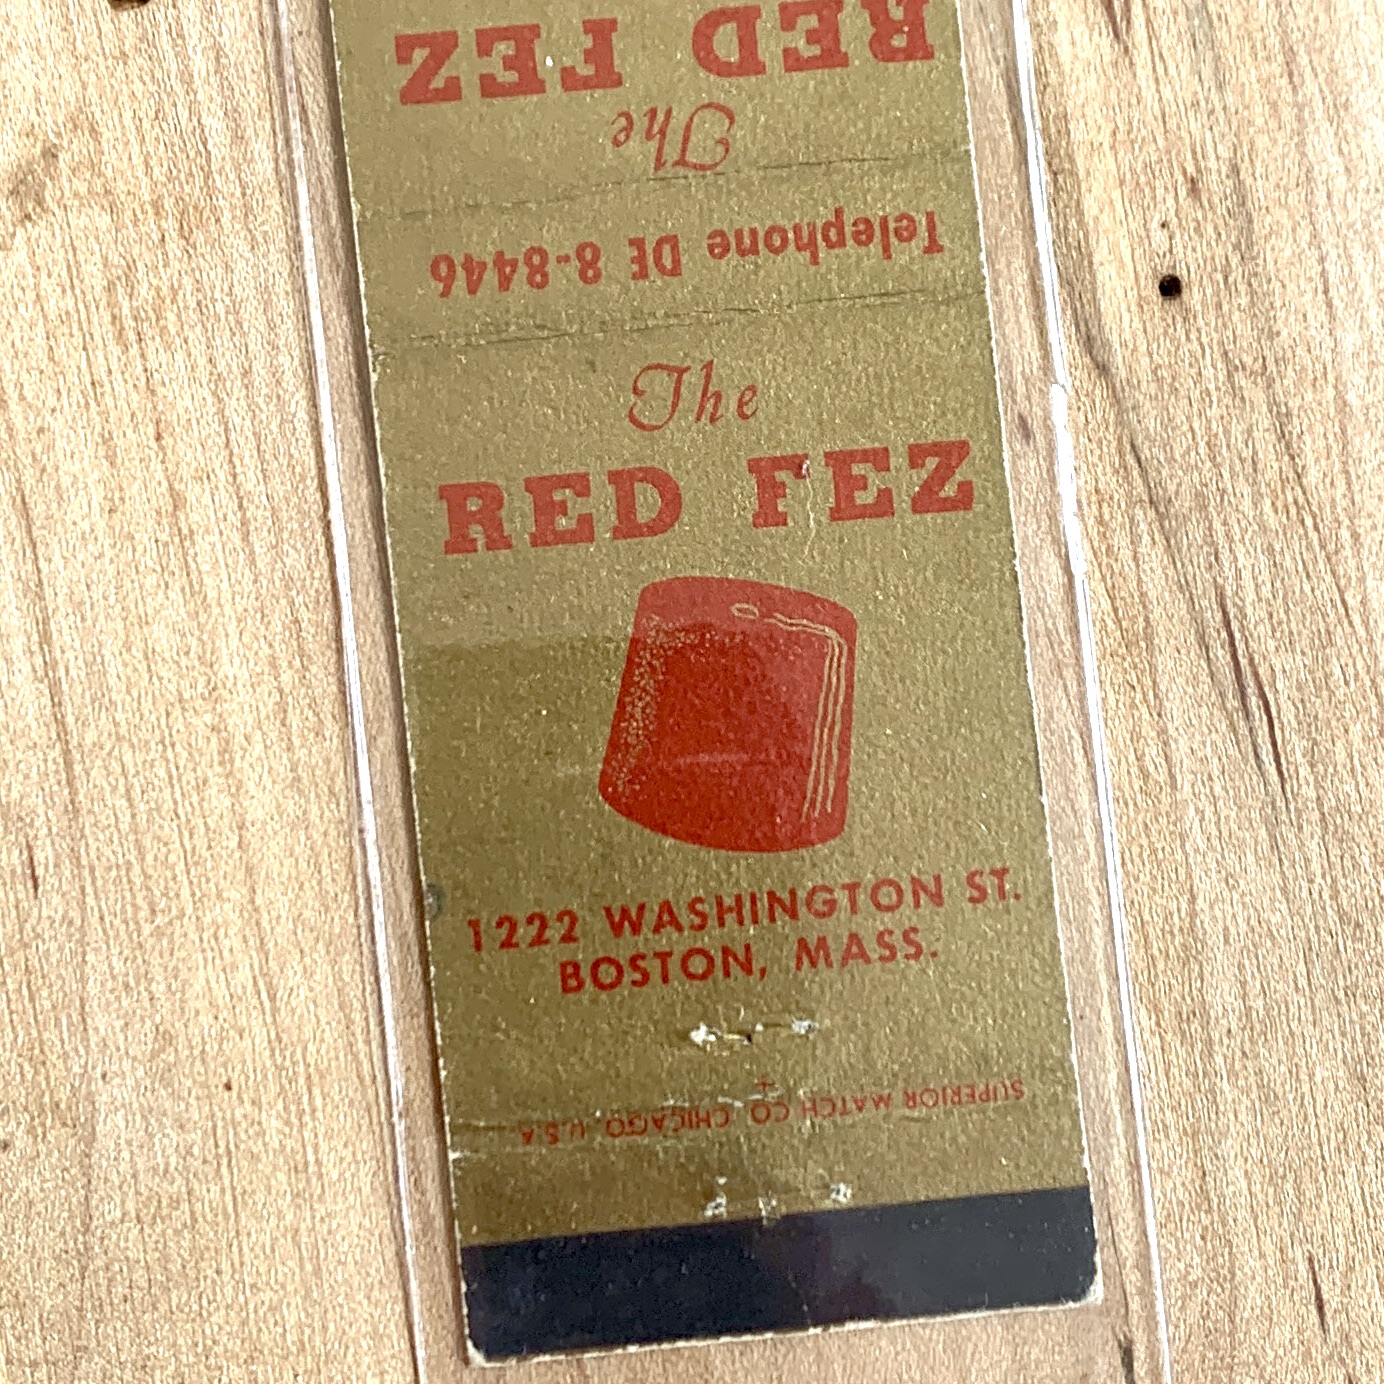 RED FEZ
The
Telephone DE 8-8446
The
RED FEZ
1222 WASHINGTON ST.
BOSTON, MASS.
SUPERIOR MATCH CO. CHICAGO, U.S.A.